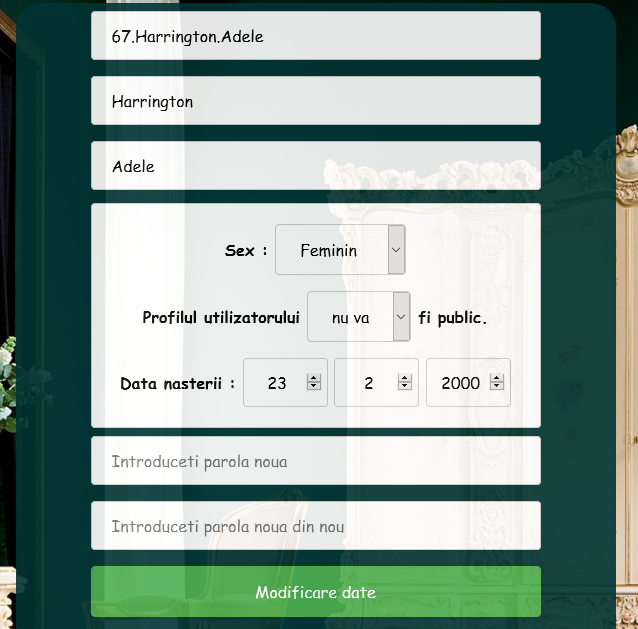 67.Harrington.Adele
Harrington
Adele
Sex : Feminin
Profilul utilizatorului nu va fi public.
Data nasterii : 23 2 2000
Introduceti parola noua
Introduceti parola noua din nou
Modificare date